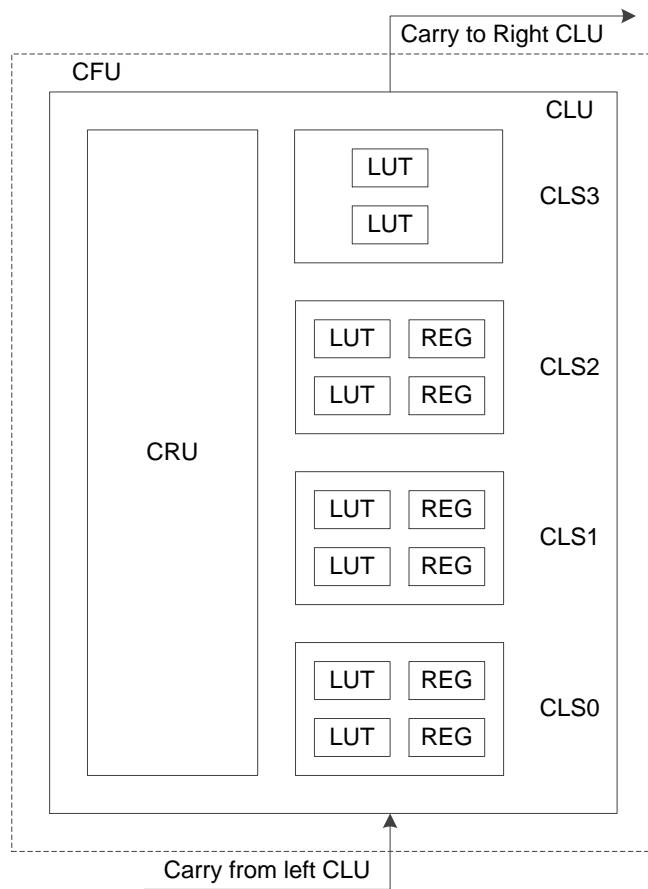 Carry to Right CLU
CFU
CLU
LUT
CLS3
LUT
LUT REG
CLS2
LUT REG
CRU
LUT REG
CLS1
LUT REG
LUT REG
CLS0
LUT REG
Carry from left CLU